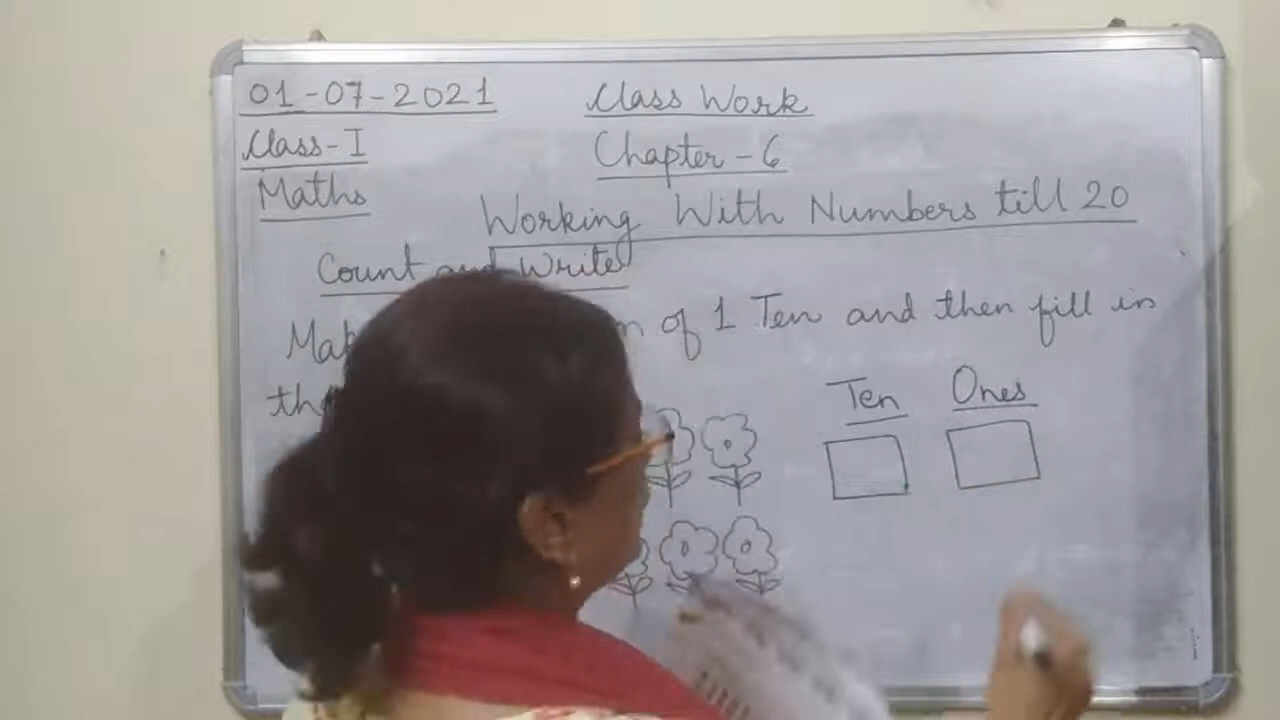 01-07-2021
Class Work
Class-I
Chapter-6
Maths
Working With Numbers till 20
Count and Write
of 1 Ten and then fill in
Ten Ones